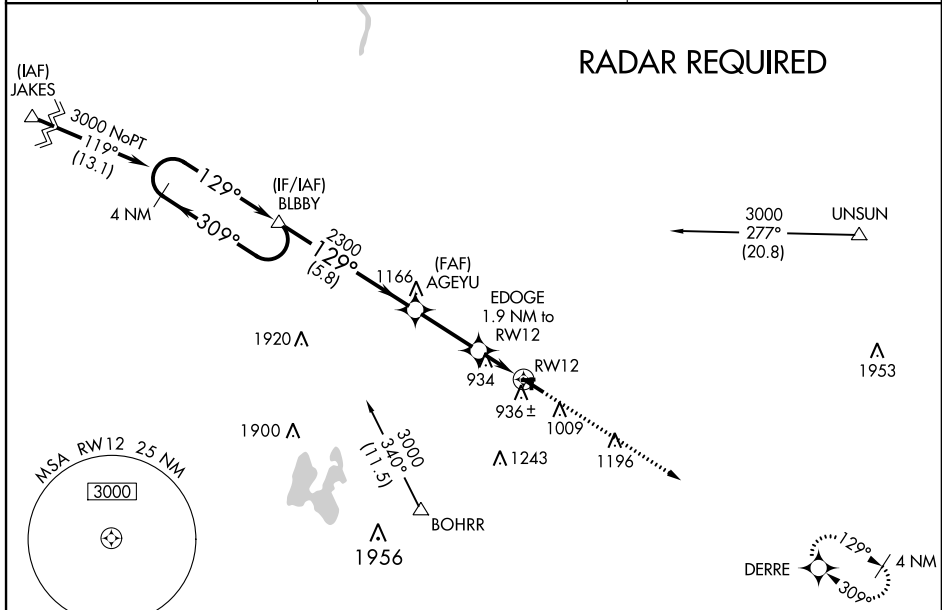 RADAR REQUIRED
(IAF)
JAKES
3000 NoPT
119°
(13.1)
4 NM
129°
309°
(IF/IAF)
BLBBY
2300
129°
(5.8)
1166
(FAF)
AGEYU
EDOGE
1.9 NM to
RW12
RW12
3000
277°
(20.8)
UNSUN
1920
934
936 ±
1009
1953
1900
1243
1196
3000
340°
(11.5)
BOHRR
1956
MSA RW12 25 NM
3000
DERRE
129°
309°
4 NM